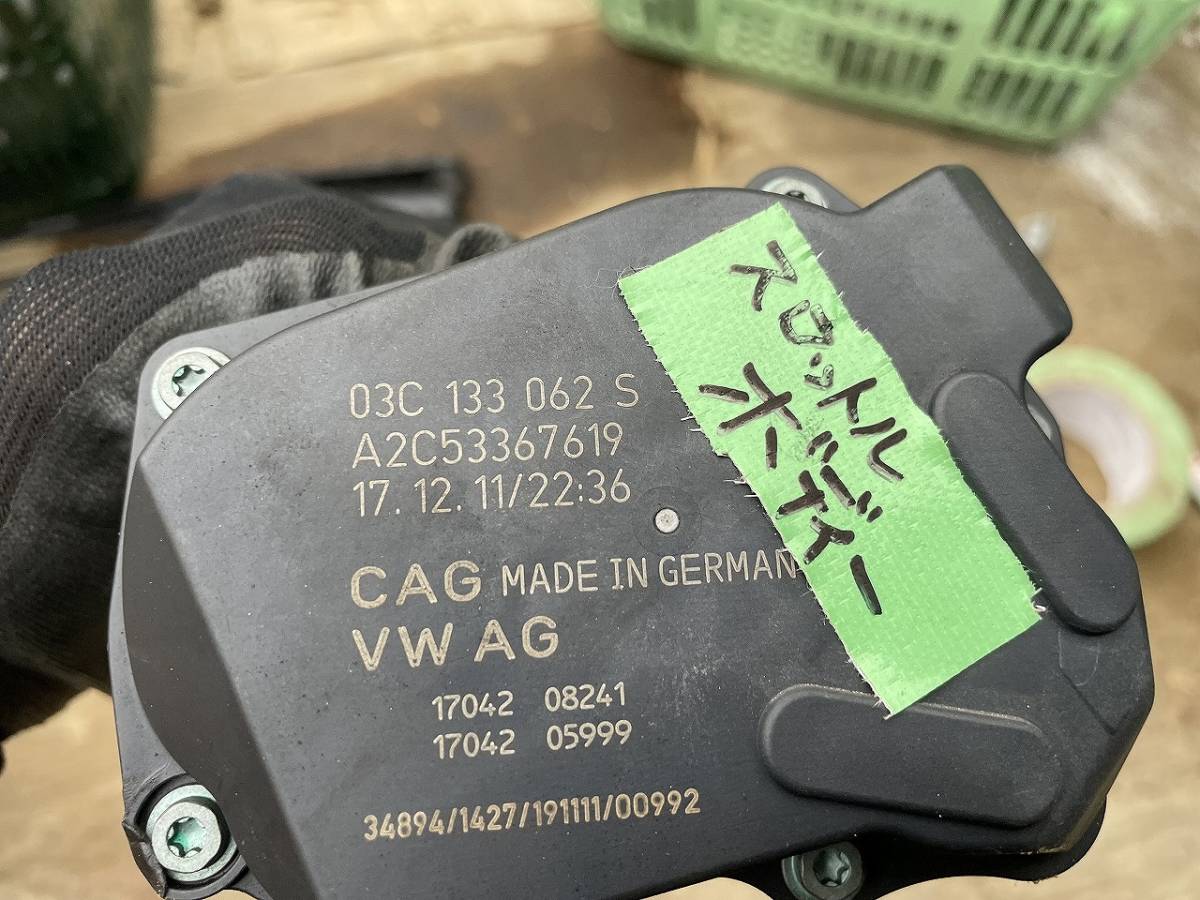 03C 133 062 S
A2C53367619
17.12.11/22:36
CAG MADE IN GERMAN
VW AG
17042 08241
17042 05999
34894/1427/191111/00992
スロットル
ボディー